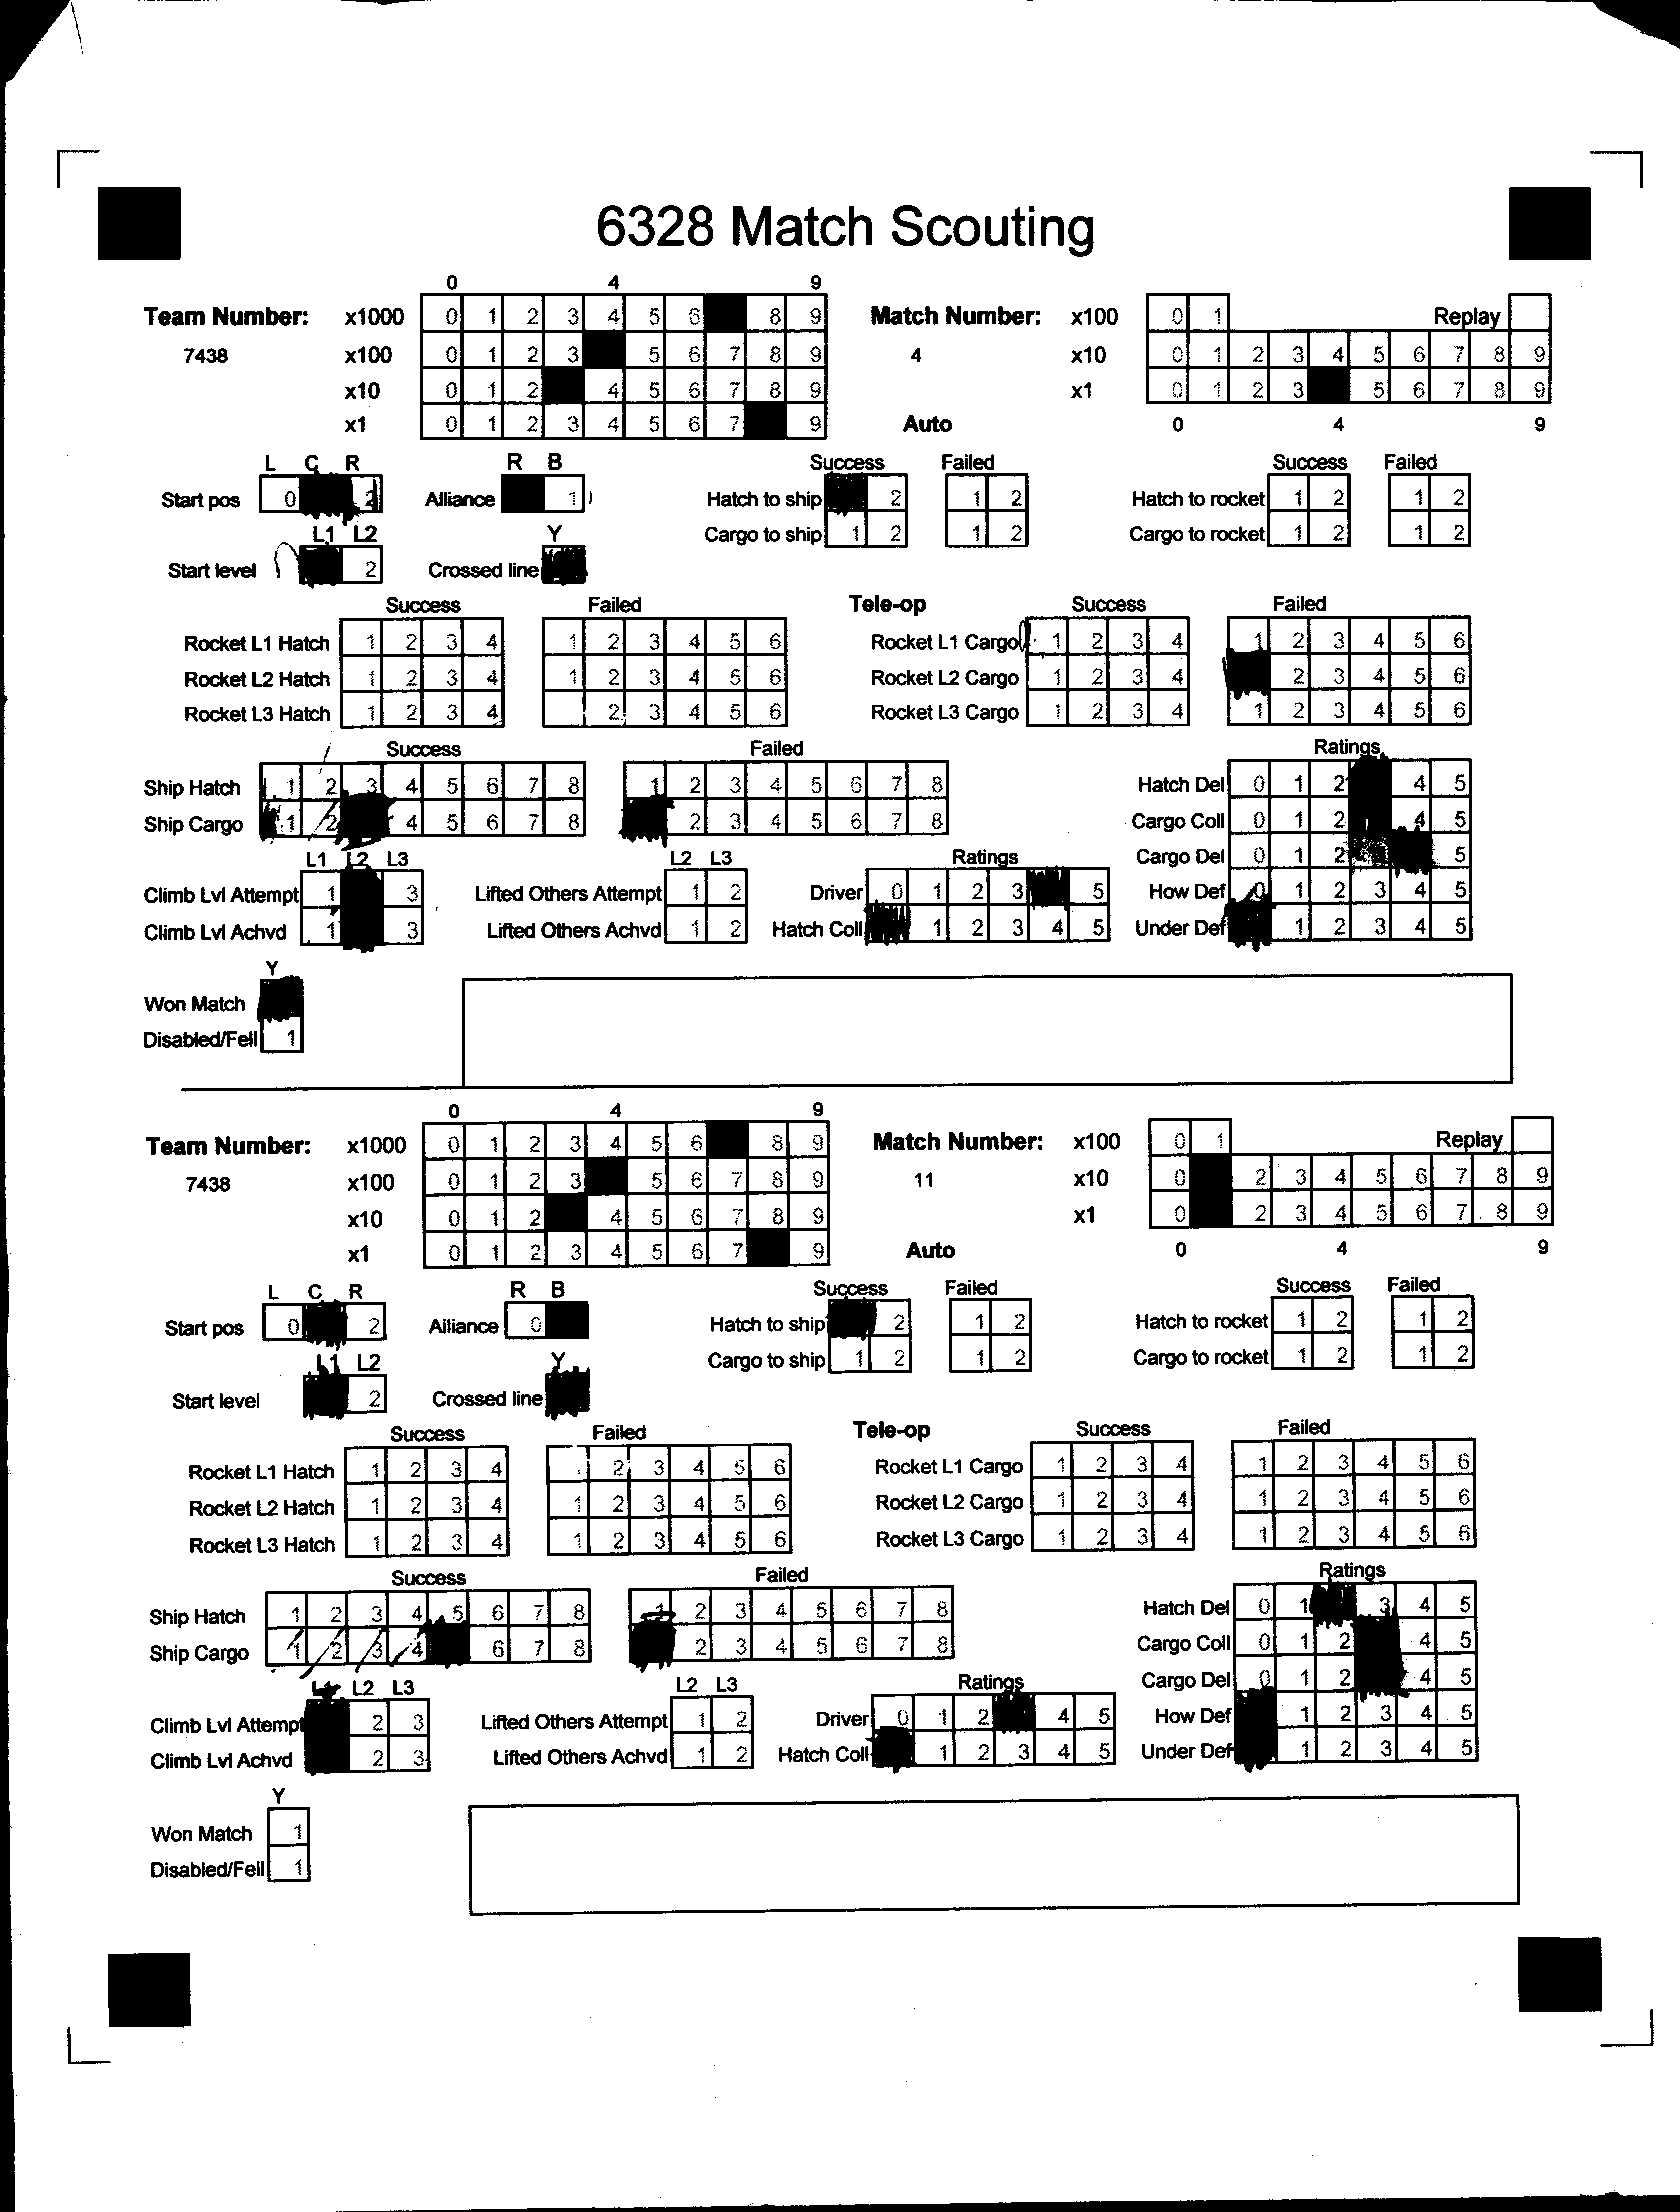 6328 Match Scouting
0 4 9
Team Number: x1000 0 1 2 3 4 5 6 8 9 Match Number: x100 0 1 Replay
7438 x100 0 1 2 3 5 6 7 8 9 4 x10 0 1 2 3 4 5 6 7 8 9
x10 0 1 2 4 5 6 7 8 9 x1 0 1 2 3 5 6 7 8 9
x1 0 1 2 3 4 5 6 7 9 Auto 0 4 9
L C R R B Success Failed Success Failed
Start pos 0 2 Alliance 1 Hatch to ship 2 1 2 Hatch to rocket 1 2 1 2
L1 L2 Y Cargo to ship 1 2 1 2 Cargo to rocket 1 2 1 2
Start level 2 Crossed line
Success Failed Tele-op Success Failed
Rocket L1 Hatch 1 2 3 4 1 2 3 4 5 6 Rocket L1 Cargo 1 2 3 4 1 2 3 4 5 6
Rocket L2 Hatch 1 2 3 4 1 2 3 4 5 6 Rocket L2 Cargo 1 2 3 4 2 3 4 5 6
Rocket L3 Hatch 1 2 3 4 2 3 4 5 6 Rocket L3 Cargo 1 2 3 4 1 2 3 4 5 6
Success Failed Ratings
Ship Hatch 1 2 3 4 5 6 7 8 1 2 3 4 5 6 7 8 Hatch Del 0 1 2 4 5
Ship Cargo 1 2 4 5 6 7 8 2 3 4 5 6 7 8 Cargo Coll 0 1 2 4 5
L1 L2 L3 L2 L3 Ratings Cargo Del 0 1 2 5
Climb Lvl Attempt 1 3 Lifted Others Attempt 1 2 Driver 0 1 2 3 5 How Def 0 1 2 3 4 5
Climb Lvl Achvd 1 3 Lifted Others Achvd 1 2 Hatch Coll 1 2 3 4 5 Under Def 1 2 3 4 5
Y
Won Match
Disabled/Fell 1
0 4 9
Team Number: x1000 0 1 2 3 4 5 6 8 9 Match Number: x100 0 1 Replay
7438 x100 0 1 2 3 5 6 7 8 9 11 x10 0 2 3 4 5 6 7 8 9
x10 0 1 2 4 5 6 7 8 9 x1 0 2 3 4 5 6 7 8 9
x1 0 1 2 3 4 5 6 7 9 Auto 0 4 9
L C R R B Success Failed Success Failed
Start pos 0 2 Alliance 0 Hatch to ship 2 1 2 Hatch to rocket 1 2 1 2
L1 L2 Y Cargo to ship 1 2 1 2 Cargo to rocket 1 2 1 2
Start level 2 Crossed line
Success Failed Tele-op Success Failed
Rocket L1 Hatch 1 2 3 4 2 3 4 5 6 Rocket L1 Cargo 1 2 3 4 1 2 3 4 5 6
Rocket L2 Hatch 1 2 3 4 1 2 3 4 5 6 Rocket L2 Cargo 1 2 3 4 1 2 3 4 5 6
Rocket L3 Hatch 1 2 3 4 1 2 3 4 5 6 Rocket L3 Cargo 1 2 3 4 1 2 3 4 5 6
Success Failed Ratings
Ship Hatch 1 2 3 4 5 6 7 8 1 2 3 4 5 6 7 8 Hatch Del 0 1 3 4 5
Ship Cargo 1 2 3 4 6 7 8 2 3 4 5 6 7 8 Cargo Coll 0 1 2 4 5
L1 L2 L3 L2 L3 Ratings Cargo Del 0 1 2 4 5
Climb Lvl Attempt 2 3 Lifted Others Attempt 1 2 Driver 0 1 2 4 5 How Def 1 2 3 4 5
Climb Lvl Achvd 2 3 Lifted Others Achvd 1 2 Hatch Coll 1 2 3 4 5 Under Def 1 2 3 4 5
Y
Won Match 1
Disabled/Fell 1